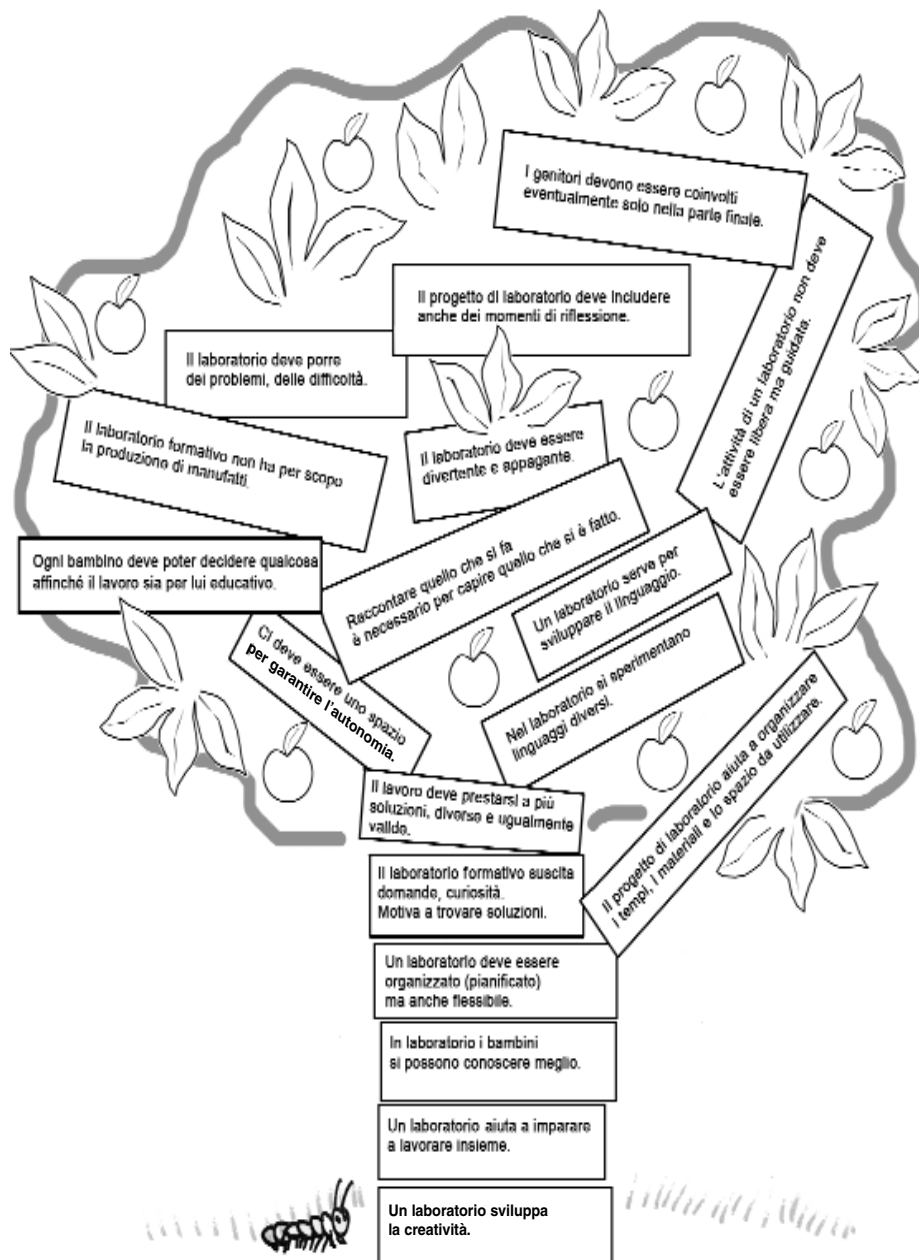 I genitori devono essere coinvolti
eventualmente solo nella parte finale.
L'attività di un laboratorio non deve
essere libera ma guidata.
Il progetto di laboratorio deve includere
anche dei momenti di riflessione.
Il laboratorio deve porre
dei problemi, delle difficoltà.
Il laboratorio formativo non ha per scopo
la produzione di manufatti.
Il laboratorio deve essere
divertente e appagante.
Ogni bambino deve poter decidere qualcosa
affinché il lavoro sia per lui educativo.
Raccontare quello che si fa
è necessario per capire quello che si è fatto.
Un laboratorio serve per
sviluppare il linguaggio.
Ci deve essere uno spazio
per garantire l'autonomia.
Nel laboratorio si sperimentano
linguaggi diversi.
Il progetto di laboratorio aiuta a organizzare
i tempi, i materiali e lo spazio da utilizzare.
Il lavoro deve prestarsi a più
soluzioni, diverse e ugualmente
valide.
Il laboratorio formativo suscita
domande, curiosità.
Motiva a trovare soluzioni.
Un laboratorio deve essere
organizzato (pianificato)
ma anche flessibile.
In laboratorio i bambini
si possono conoscere meglio.
Un laboratorio aiuta a imparare
a lavorare insieme.
Un laboratorio sviluppa
la creatività.